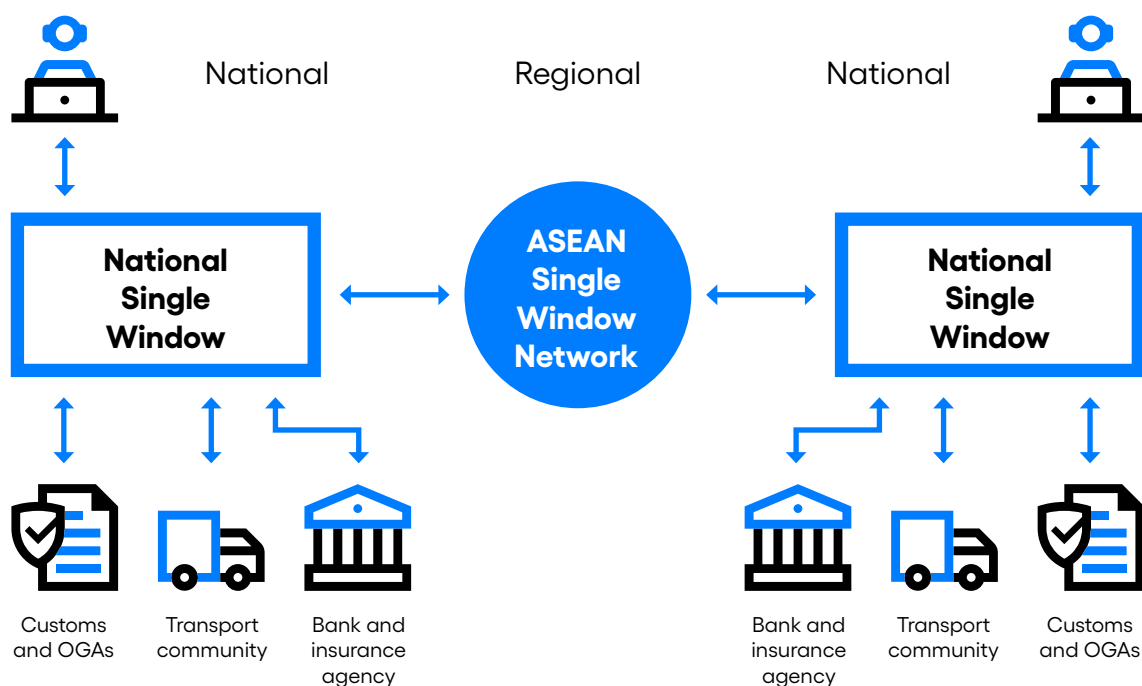 National
Regional
National
National
Single
Window
ASEAN
Single
Window
Network
National
Single
Window
Customs
and OGAs
Transport
community
Bank and
insurance
agency
Bank and
insurance
agency
Transport
community
Customs
and OGAs